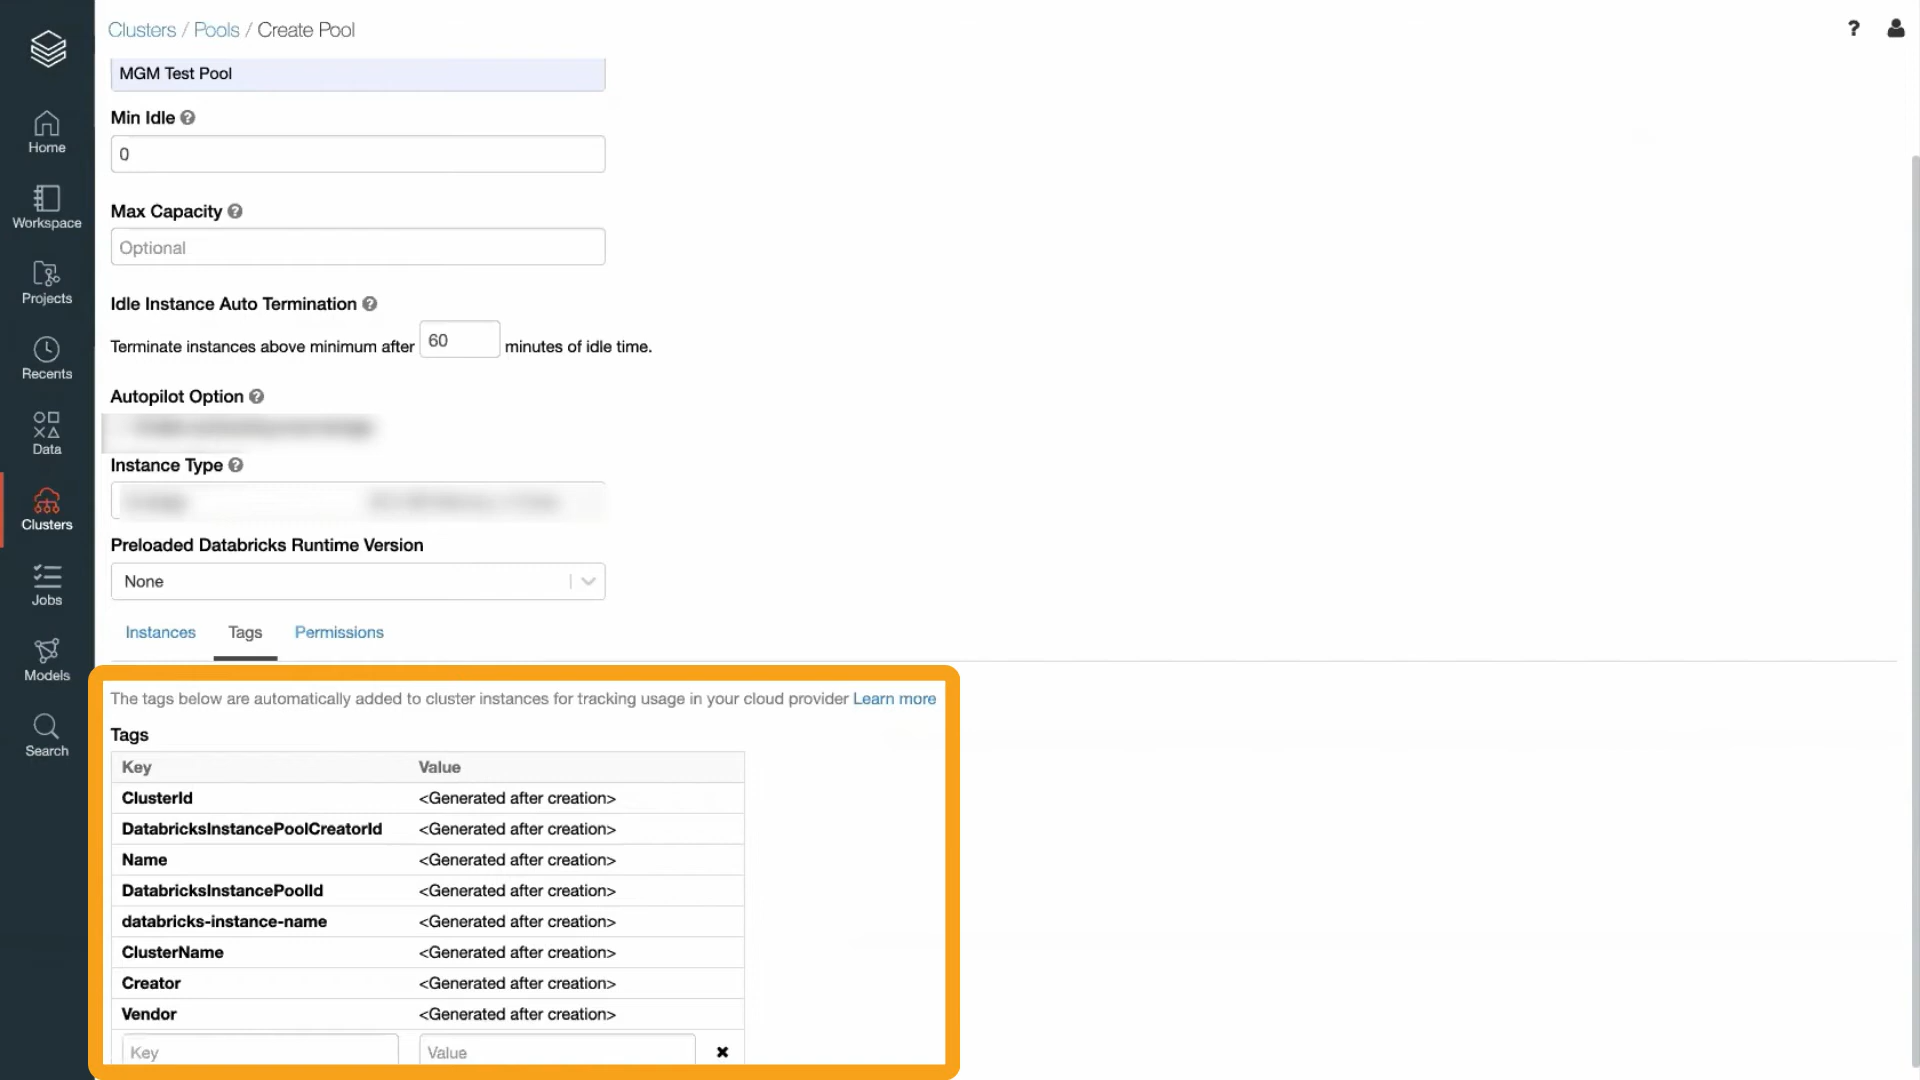 Clusters / Pools / Create Pool
?
MGM Test Pool
Min Idle ?
0
Max Capacity ?
Optional
Idle Instance Auto Termination ?
Terminate instances above minimum after 60 minutes of idle time.
Autopilot Option ?
Instance Type ?
Preloaded Databricks Runtime Version
None
Instances Tags Permissions
The tags below are automatically added to cluster instances for tracking usage in your cloud provider Learn more
Tags
Key Value
ClusterId <Generated after creation>
DatabricksInstancePoolCreatorId <Generated after creation>
Name <Generated after creation>
DatabricksInstancePoolId <Generated after creation>
databricks-instance-name <Generated after creation>
ClusterName <Generated after creation>
Creator <Generated after creation>
Vendor <Generated after creation>
Key Value
Home
Workspace
Projects
Recents
Data
Clusters
Jobs
Models
Search